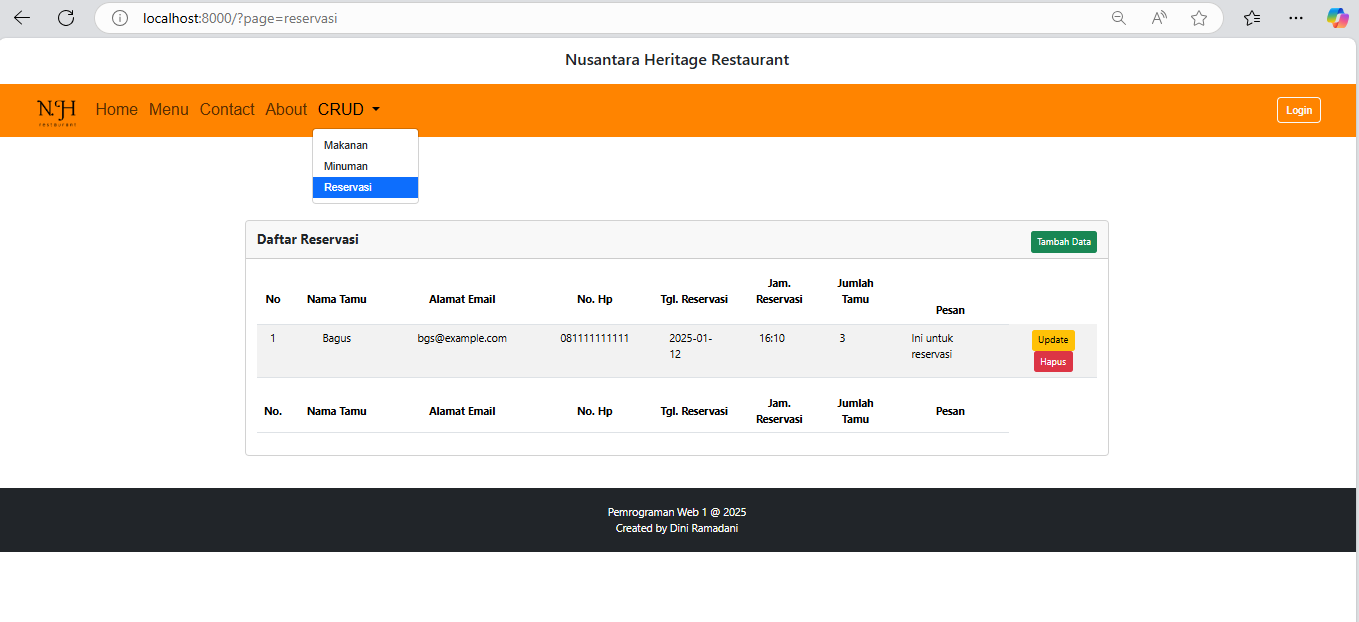 localhost:8000/?page=reservasi
Nusantara Heritage Restaurant
NH
restaurant
Home Menu Contact About CRUD
Login
Makanan
Minuman
Reservasi
Daftar Reservasi
Tambah Data
No Nama Tamu Alamat Email No. Hp Tgl. Reservasi Jam. Reservasi Jumlah Tamu Pesan
1 Bagus bgs@example.com 081111111111 2025-01-12 16:10 3 Ini untuk reservasi
Update
Hapus
No. Nama Tamu Alamat Email No. Hp Tgl. Reservasi Jam. Reservasi Jumlah Tamu Pesan
Pemrograman Web 1 @ 2025
Created by Dini Ramadani